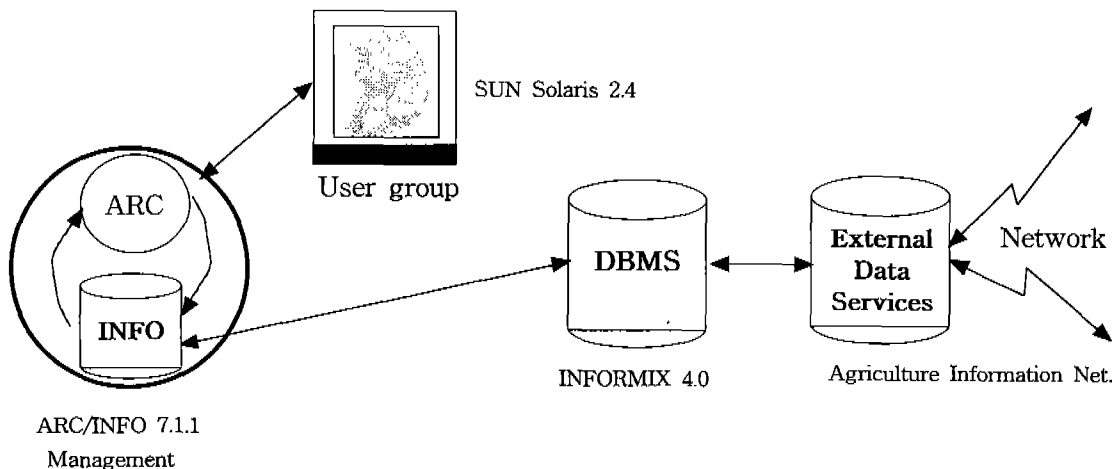 SUN Solaris 2.4
User group
ARC
INFO
DBMS
External
Data
Services
Network
INFORMIX 4.0
Agriculture Information Net.
ARC/INFO 7.1.1
Management